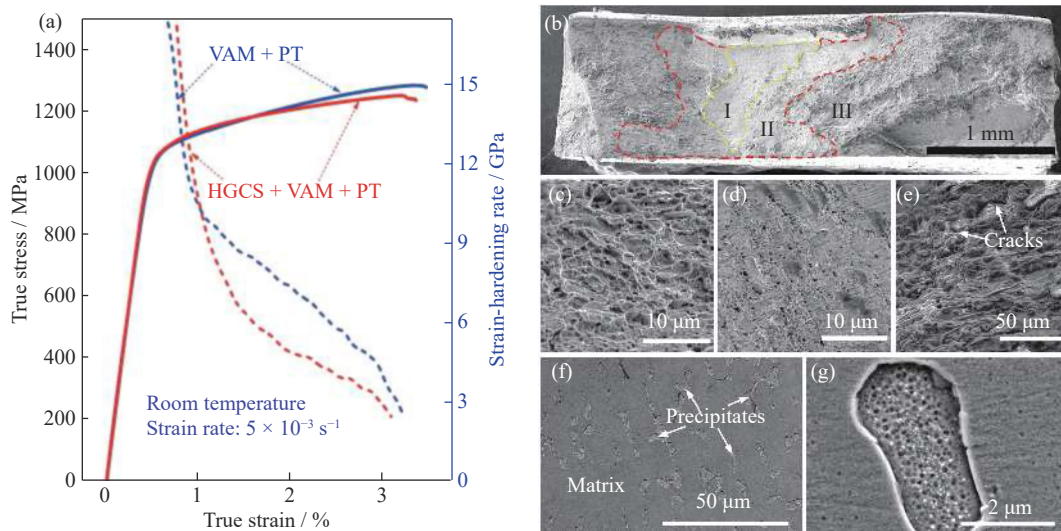 (a)
1400
1200
1000
800
600
400
200
0
True stress / MPa
VAM + PT
HGCS + VAM + PT
Room temperature
Strain rate: 5 × 10⁻³ s⁻¹
0 1 2 3
True strain / %
15
12
9
6
3
0
Strain-hardening rate / GPa
(b)
I
II
III
1 mm
(c)
10 μm
(d)
10 μm
(e)
Cracks
50 μm
(f)
Precipitates
Matrix
50 μm
(g)
2 μm